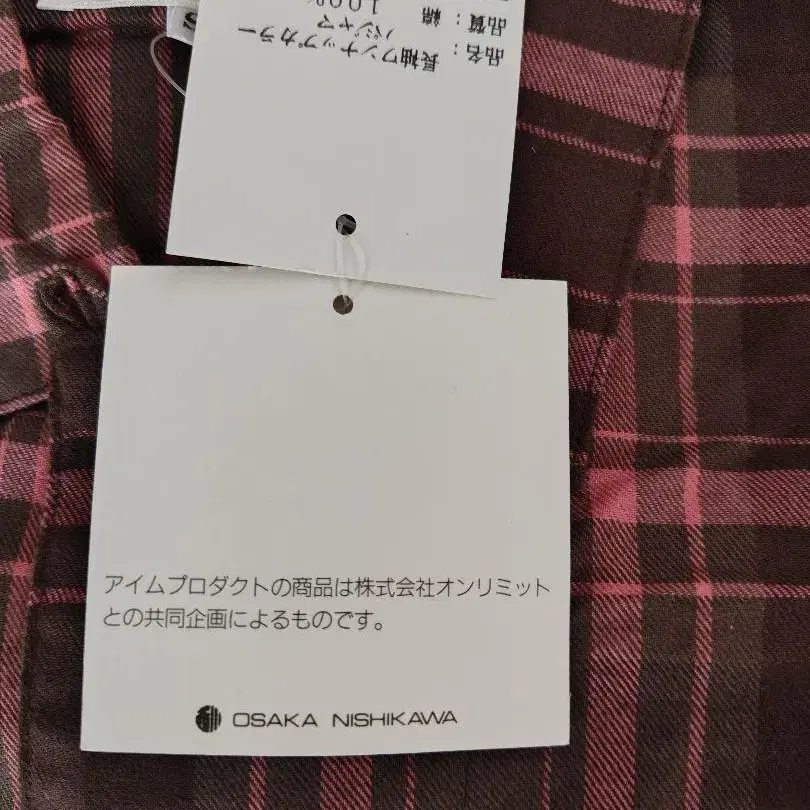 品名：長袖ワンナップカラー
パジャマ
品質：綿
100%
S
アイムプロダクトの商品は株式会社オンリミット
との共同企画によるものです。
OSAKA NISHIKAWA